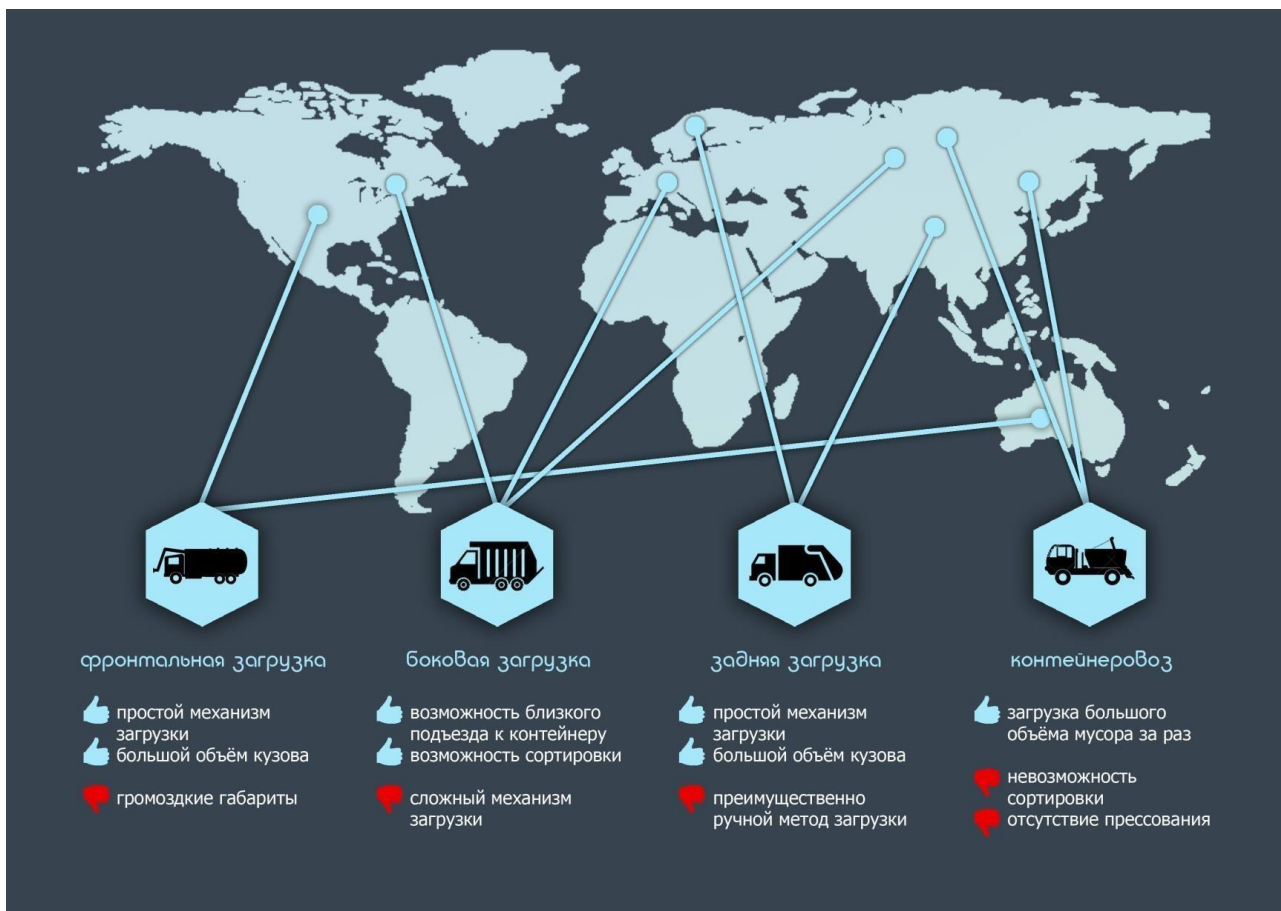 фронтальная загрузка
простой механизм
загрузки
большой объём кузова
громоздкие габариты
боковая загрузка
возможность близкого
подъезда к контейнеру
возможность сортировки
сложный механизм
загрузки
задняя загрузка
простой механизм
загрузки
большой объём кузова
преимущественно
ручной метод загрузки
контейнеровоз
загрузка большого
объёма мусора за раз
невозможность
сортировки
отсутствие прессования